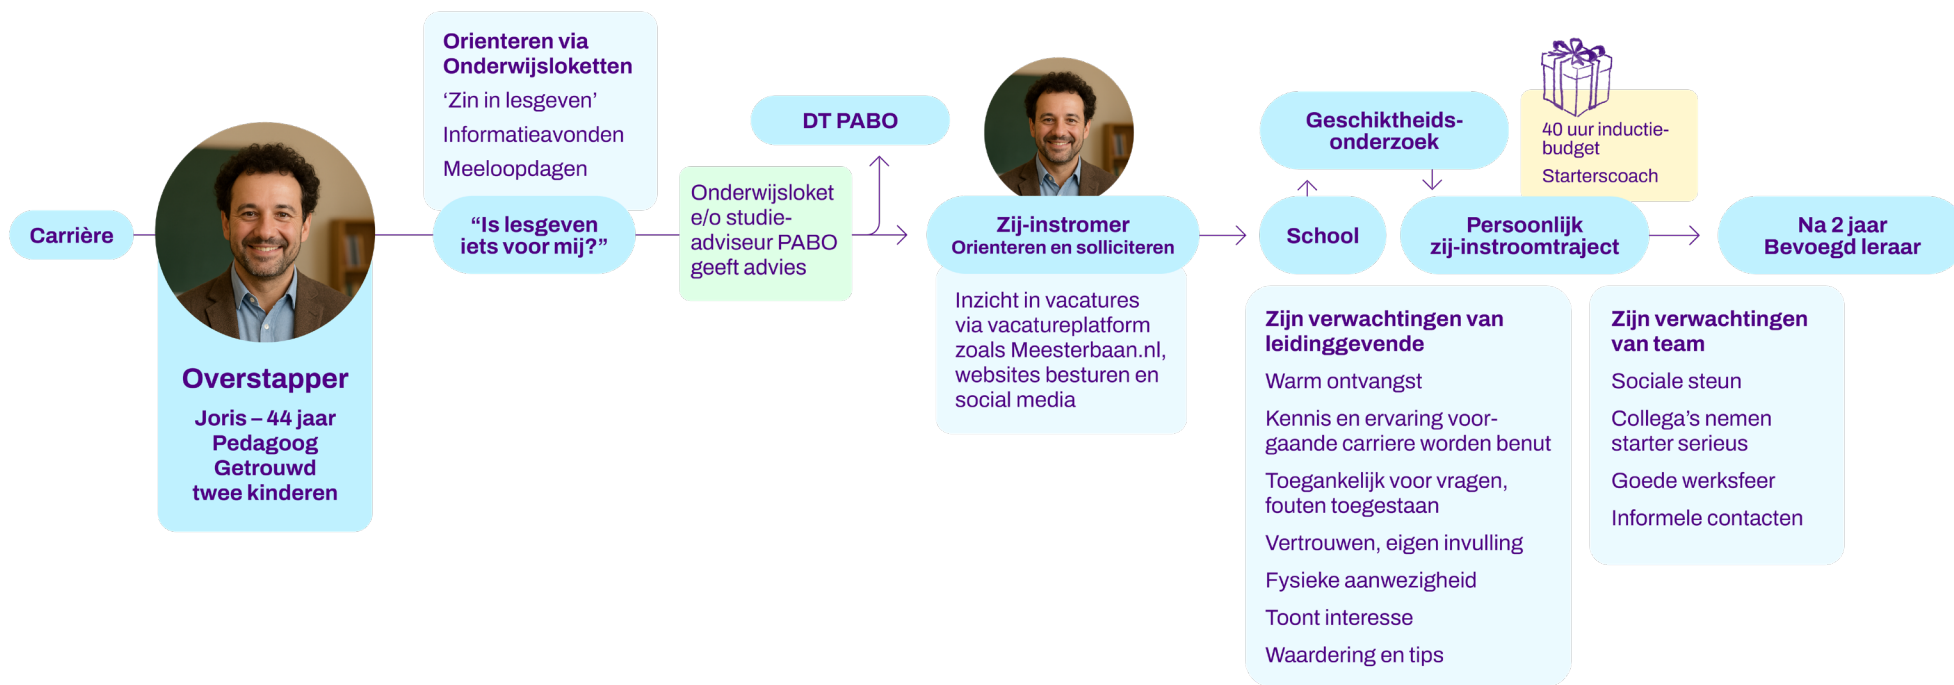 Carrière
Overstapper
Joris – 44 jaar
Pedagoog
Getrouwd
twee kinderen
Orienteren via
Onderwijsloketten
‘Zin in lesgeven’
Informatieavonden
Meeloopdagen
“Is lesgeven
iets voor mij?”
Onderwijsloket
e/o studie-
adviseur PABO
geeft advies
DT PABO
Zij-instromer
Orienteren en solliciteren
Inzicht in vacatures
via vacatureplatform
zoals Meesterbaan.nl,
websites besturen en
social media
School
Geschiktheids-
onderzoek
Persoonlijk
zij-instroomtraject
40 uur inductie-
budget
Starterscoach
Na 2 jaar
Bevoegd leraar
Zijn verwachtingen van
leidinggevende
Warm ontvangst
Kennis en ervaring voor-
gaande carriere worden benut
Toegankelijk voor vragen,
fouten toegestaan
Vertrouwen, eigen invulling
Fysieke aanwezigheid
Toont interesse
Waardering en tips
Zijn verwachtingen
van team
Sociale steun
Collega’s nemen
starter serieus
Goede werksfeer
Informele contacten